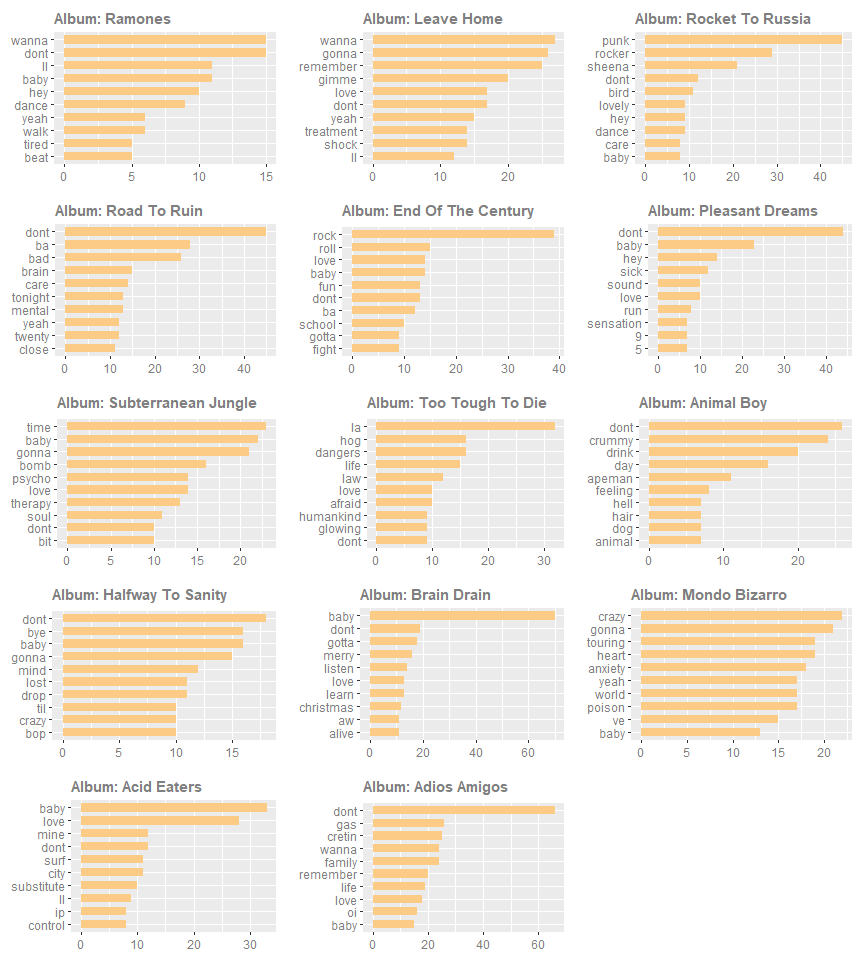 Album: Ramones
wanna
dont
ll
baby
hey
dance
yeah
walk
tired
beat
0 5 10 15
Album: Leave Home
wanna
gonna
remember
gimme
love
dont
yeah
treatment
shock
ll
0 10 20
Album: Rocket To Russia
punk
rocker
sheena
dont
bird
lovely
hey
dance
care
baby
0 10 20 30 40
Album: Road To Ruin
dont
ba
bad
brain
care
tonight
mental
yeah
twenty
close
0 10 20 30 40
Album: End Of The Century
rock
roll
love
baby
fun
dont
ba
school
gotta
fight
0 10 20 30 40
Album: Pleasant Dreams
dont
baby
hey
sick
sound
love
run
sensation
9
5
0 10 20 30 40
Album: Subterranean Jungle
time
baby
gonna
bomb
psycho
love
therapy
soul
dont
bit
0 5 10 15 20
Album: Too Tough To Die
la
hog
dangers
life
law
love
afraid
humankind
glowing
dont
0 10 20 30
Album: Animal Boy
dont
crummy
drink
day
apeman
feeling
hell
hair
dog
animal
0 10 20
Album: Halfway To Sanity
dont
bye
baby
gonna
mind
lost
drop
til
crazy
bop
0 5 10 15
Album: Brain Drain
baby
dont
gotta
merry
listen
love
learn
christmas
aw
alive
0 20 40 60
Album: Mondo Bizarro
crazy
gonna
touring
heart
anxiety
yeah
world
poison
ve
baby
0 5 10 15 20
Album: Acid Eaters
baby
love
mine
dont
surf
city
substitute
ll
ip
control
0 10 20 30
Album: Adios Amigos
dont
gas
cretin
wanna
family
remember
life
love
oi
baby
0 20 40 60